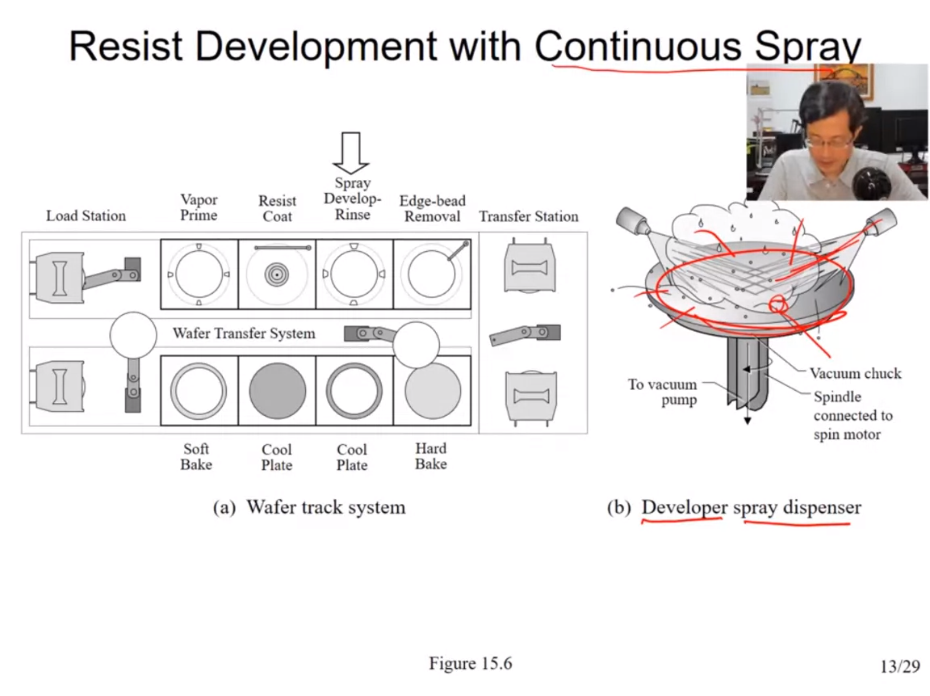 Resist Development with Continuous Spray
Load Station
Vapor
Prime
Resist
Coat
Spray
Develop-
Rinse
Edge-bead
Removal
Transfer Station
Wafer Transfer System
Soft
Bake
Cool
Plate
Cool
Plate
Hard
Bake
(a) Wafer track system
To vacuum
pump
Vacuum chuck
Spindle
connected to
spin motor
(b) Developer spray dispenser
Figure 15.6
13/29